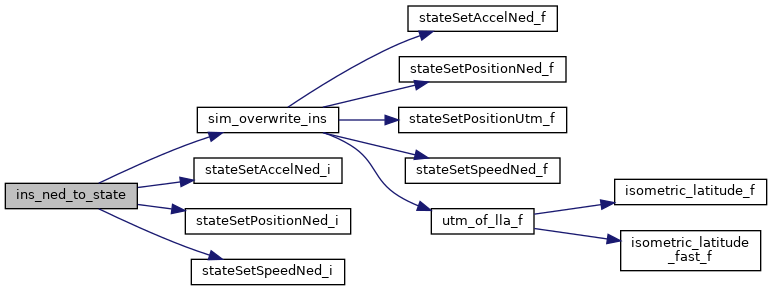 stateSetAccelNed_f
stateSetPositionNed_f
sim_overwrite_ins
stateSetPositionUtm_f
stateSetSpeedNed_f
stateSetAccelNed_i
ins_ned_to_state
stateSetPositionNed_i
utm_of_lla_f
isometric_latitude_f
isometric_latitude
_fast_f
stateSetSpeedNed_i